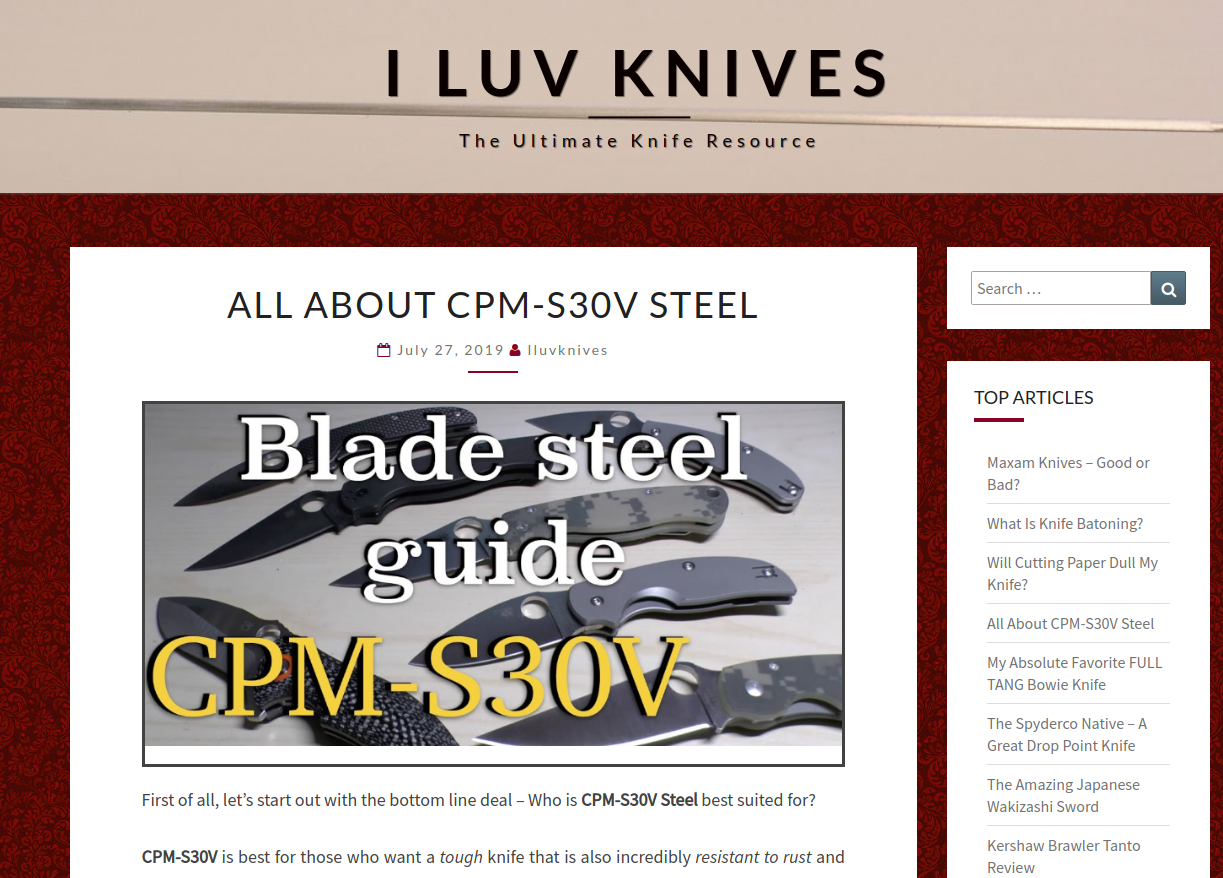 I LUV KNIVES
The Ultimate Knife Resource
ALL ABOUT CPM-S30V STEEL
July 27, 2019 Iluvknives
Blade steel
guide
CPM-S30V
First of all, let’s start out with the bottom line deal – Who is CPM-S30V Steel best suited for?
CPM-S30V is best for those who want a tough knife that is also incredibly resistant to rust and
Search …
TOP ARTICLES
Maxam Knives – Good or
Bad?
What Is Knife Batoning?
Will Cutting Paper Dull My
Knife?
All About CPM-S30V Steel
My Absolute Favorite FULL
TANG Bowie Knife
The Spyderco Native – A
Great Drop Point Knife
The Amazing Japanese
Wakizashi Sword
Kershaw Brawler Tanto
Review